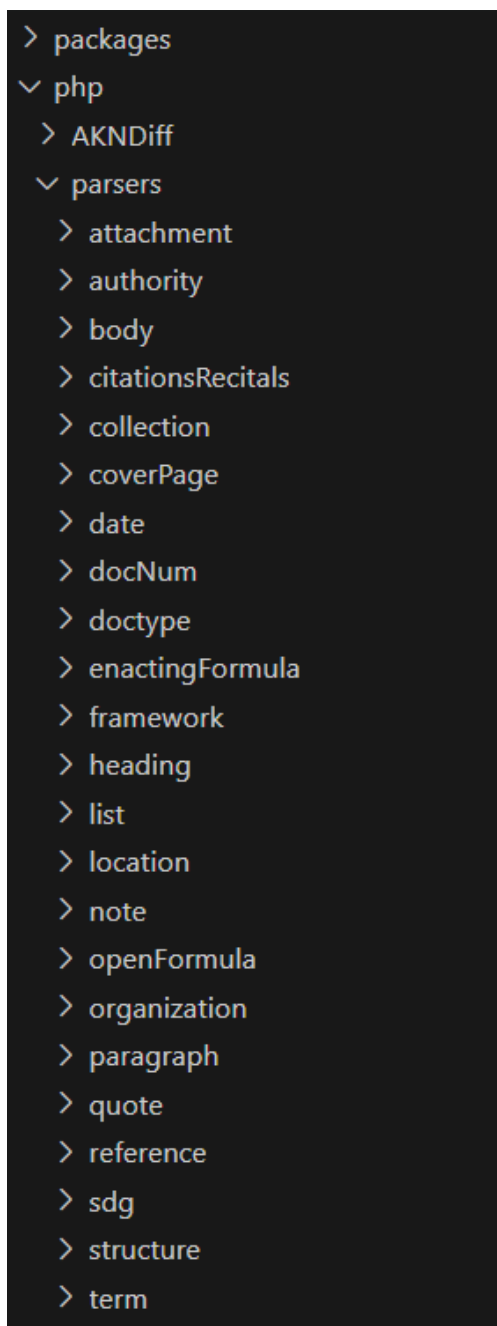 packages
php
AKNDiff
parsers
attachment
authority
body
citationsRecitals
collection
coverPage
date
docNum
doctype
enactingFormula
framework
heading
list
location
note
openFormula
organization
paragraph
quote
reference
sdg
structure
term